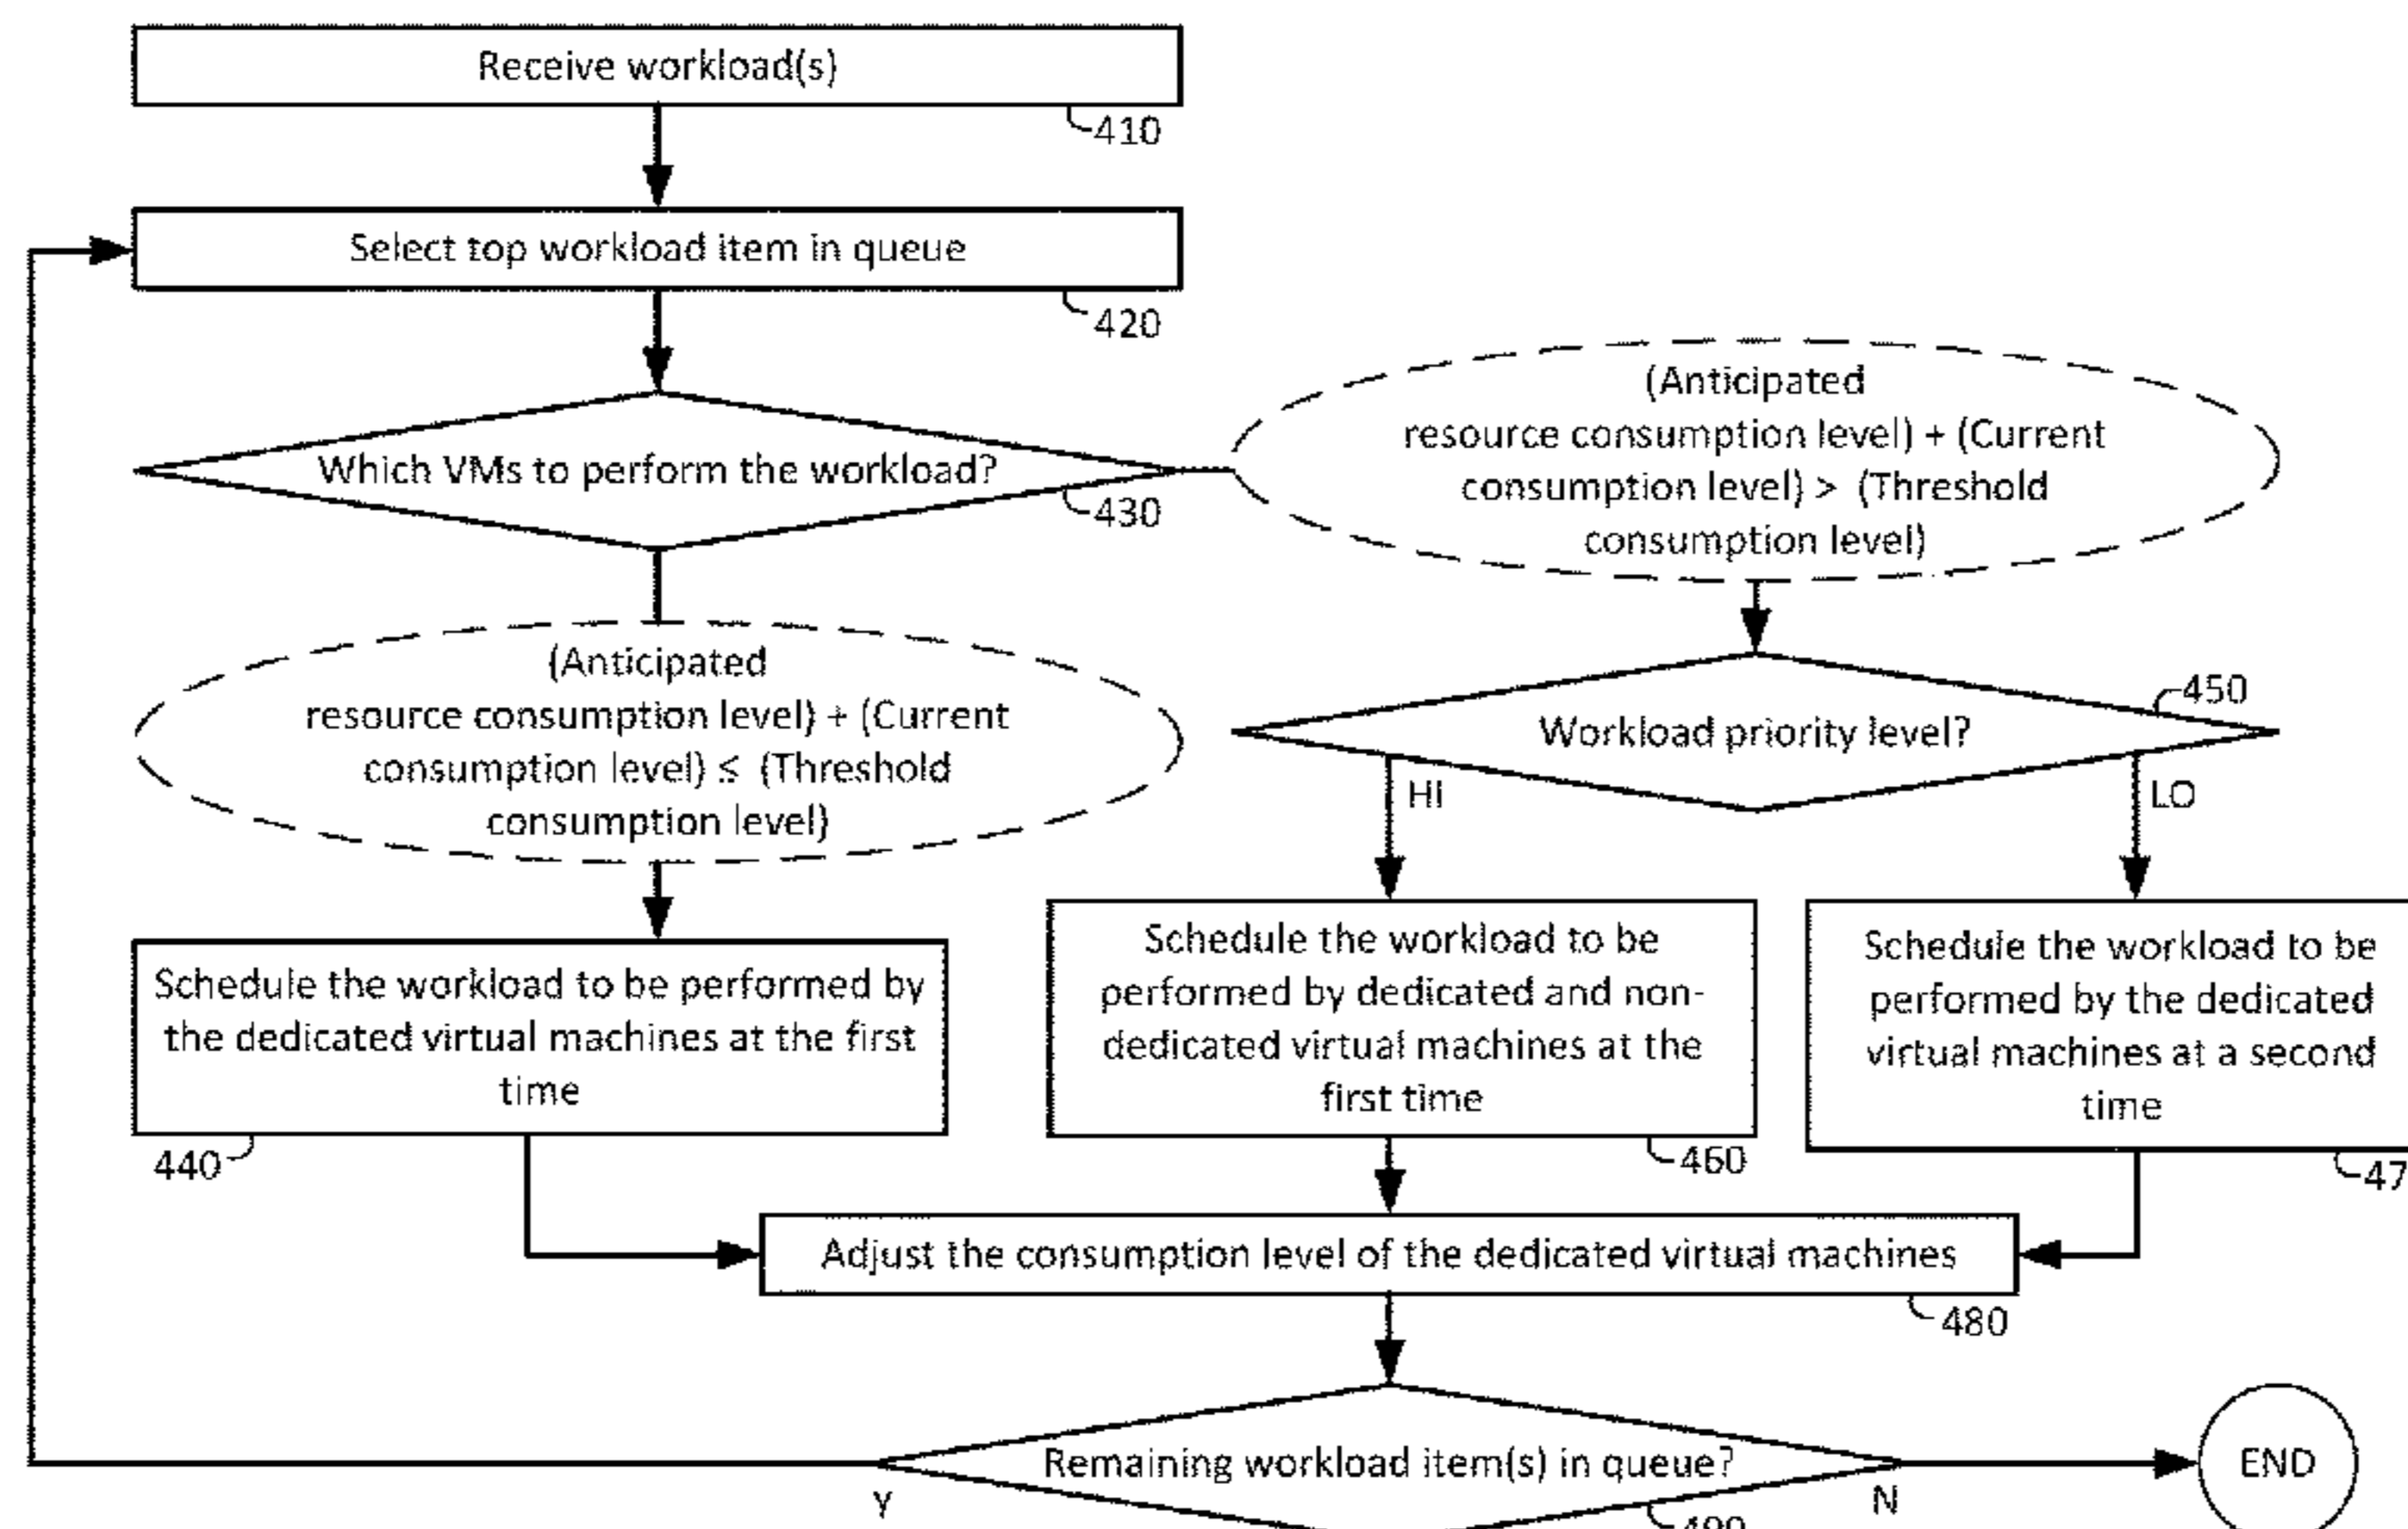 Receive workload(s)
410
Select top workload item in queue
420
Which VMs to perform the workload?
430
(Anticipated
resource consumption level) + (Current
consumption level) > (Threshold
consumption level)
(Anticipated
resource consumption level) + (Current
consumption level) ≤ (Threshold
consumption level)
450
Workload priority level?
HI
LO
Schedule the workload to be performed by
the dedicated virtual machines at the first
time
440
Schedule the workload to be
performed by dedicated and non-
dedicated virtual machines at the
first time
460
Schedule the workload to be
performed by the dedicated
virtual machines at a second
time
47
Adjust the consumption level of the dedicated virtual machines
480
Remaining workload item(s) in queue?
Y
N
END